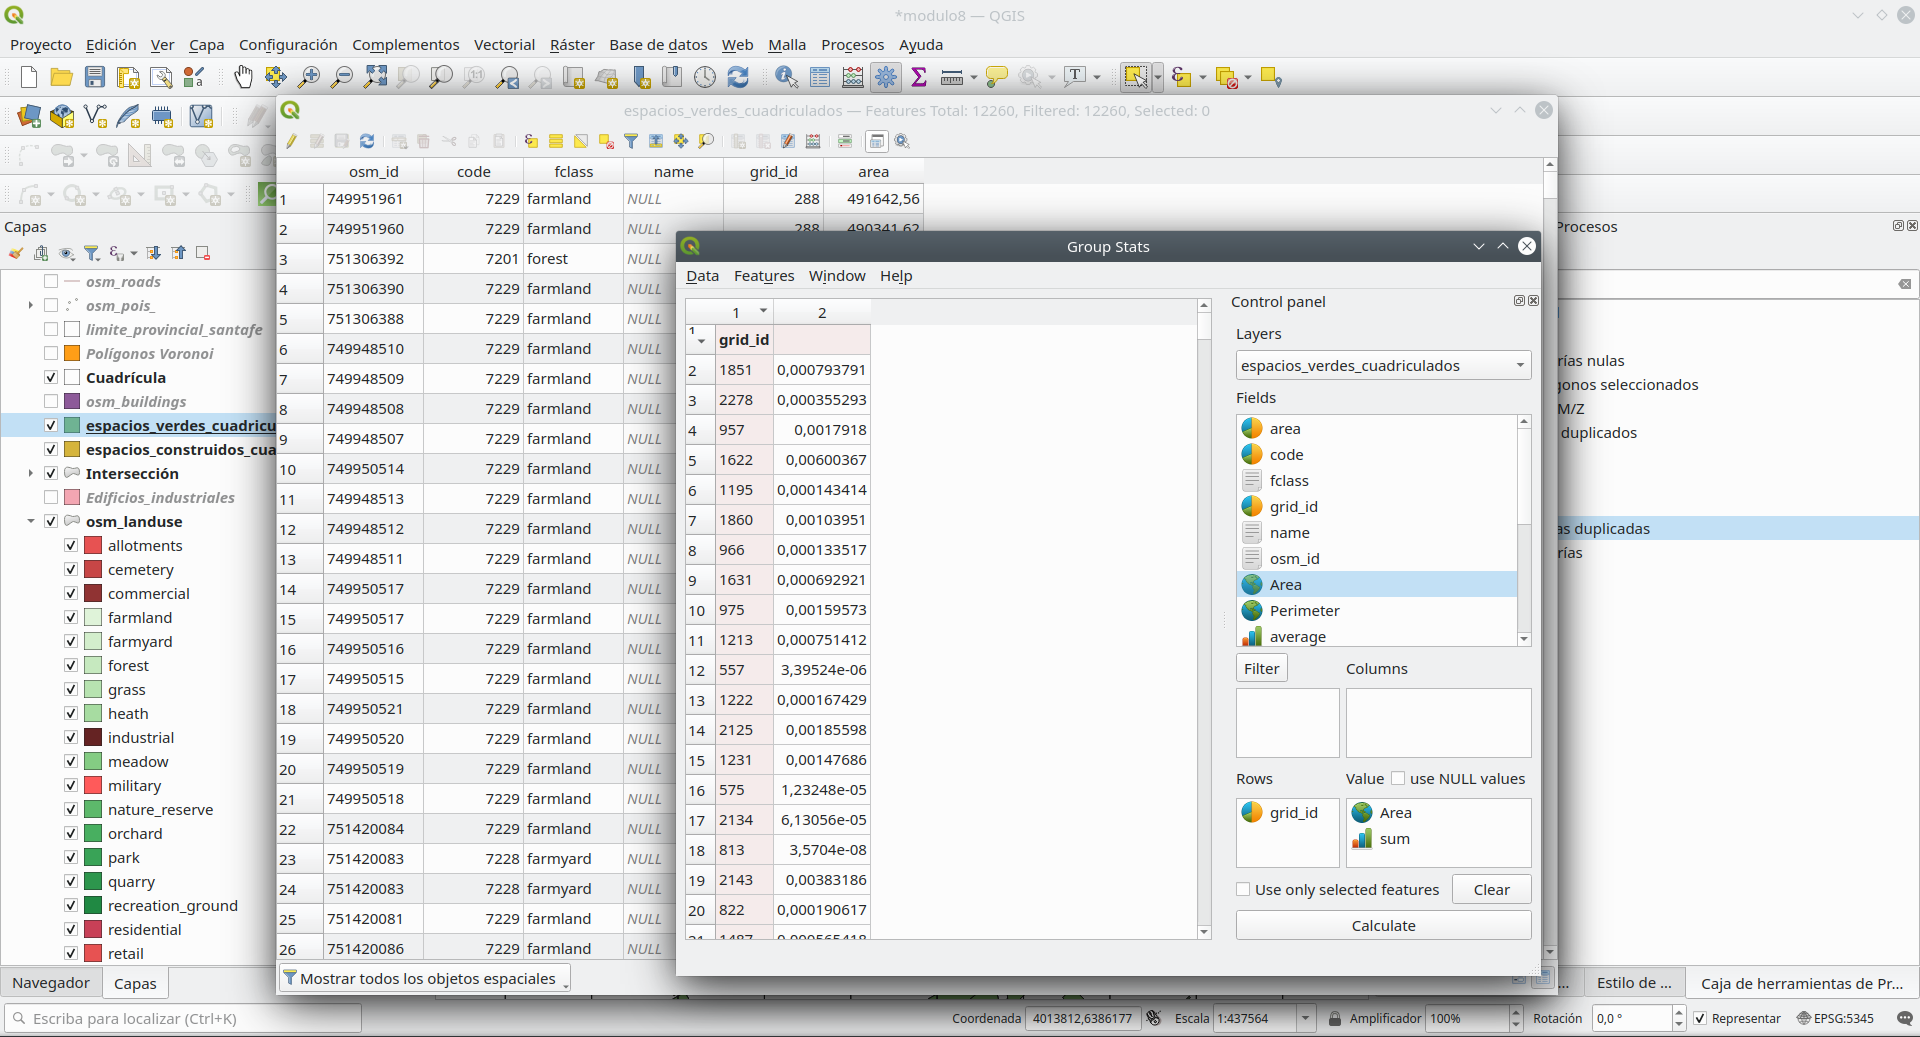 *modulo8 — QGIS
Proyecto Edición Ver Capa Configuración Complementos Vectorial Ráster Base de datos Web Malla Procesos Ayuda
espacios_verdes_cuadriculados — Features Total: 12260, Filtered: 12260, Selected: 0
osm_id code fclass name grid_id area
1 749951961 7229 farmland NULL 288 491642,56
2 749951960 7229 farmland NULL 288 490341,62
3 751306392 7201 forest NULL
4 751306390 7229 farmland NULL
5 751306388 7229 farmland NULL
6 749948510 7229 farmland NULL
7 749948509 7229 farmland NULL
8 749948508 7229 farmland NULL
9 749948507 7229 farmland NULL
10 749950514 7229 farmland NULL
11 749948513 7229 farmland NULL
12 749948512 7229 farmland NULL
13 749948511 7229 farmland NULL
14 749950517 7229 farmland NULL
15 749950517 7229 farmland NULL
16 749950516 7229 farmland NULL
17 749950515 7229 farmland NULL
18 749950521 7229 farmland NULL
19 749950520 7229 farmland NULL
20 749950519 7229 farmland NULL
21 749950518 7229 farmland NULL
22 751420084 7229 farmland NULL
23 751420083 7228 farmyard NULL
24 751420083 7228 farmyard NULL
25 751420081 7229 farmland NULL
26 751420086 7229 farmland NULL
Mostrar todos los objetos espaciales
Capas
osm_roads
osm_pois_
limite_provincial_santafe
Polígonos Voronoi
Cuadrícula
osm_buildings
espacios_verdes_cuadricu
espacios_construidos_cua
Intersección
Edificios_industriales
osm_landuse
allotments
cemetery
commercial
farmland
farmyard
forest
grass
heath
industrial
meadow
military
nature_reserve
orchard
park
quarry
recreation_ground
residential
retail
Navegador Capas
Group Stats
Data Features Window Help
1 2
1 grid_id
2 1851 0,000793791
3 2278 0,000355293
4 957 0,0017918
5 1622 0,00600367
6 1195 0,000143414
7 1860 0,00103951
8 966 0,000133517
9 1631 0,000692921
10 975 0,00159573
11 1213 0,000751412
12 557 3,39524e-06
13 1222 0,000167429
14 2125 0,00185598
15 1231 0,00147686
16 575 1,23248e-05
17 2134 6,13056e-05
18 813 3,5704e-08
19 2143 0,00383186
20 822 0,000190617
21 1487 0,000565418
Control panel
Layers
espacios_verdes_cuadriculados
Fields
area
code
fclass
grid_id
name
osm_id
Area
Perimeter
average
Filter Columns
Rows Value use NULL values
grid_id Area
sum
Use only selected features Clear
Calculate
Procesos
rías nulas
gonos seleccionados
M/Z
duplicados
as duplicadas
rías
... Estilo de ... Caja de herramientas de Pr...
Escriba para localizar (Ctrl+K) Coordenada 4013812,6386177 Escala 1:437564 Amplificador 100% Rotación 0,0 ° Representar EPSG:5345